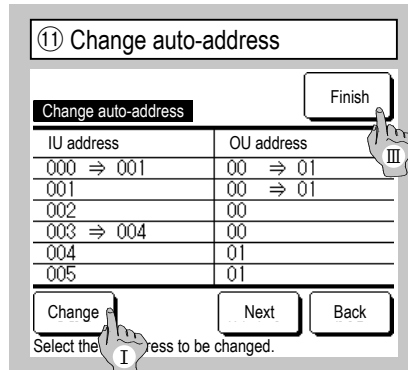 ⑪ Change auto-address
Finish
Change auto-address
Ⅲ
IU address OU address
000 ⇒ 001 00 ⇒ 01
001 00 ⇒ 01
002 00
003 ⇒ 004 00
004 01
005 01
Change Next Back
Select the ress to be changed.
Ⅰ